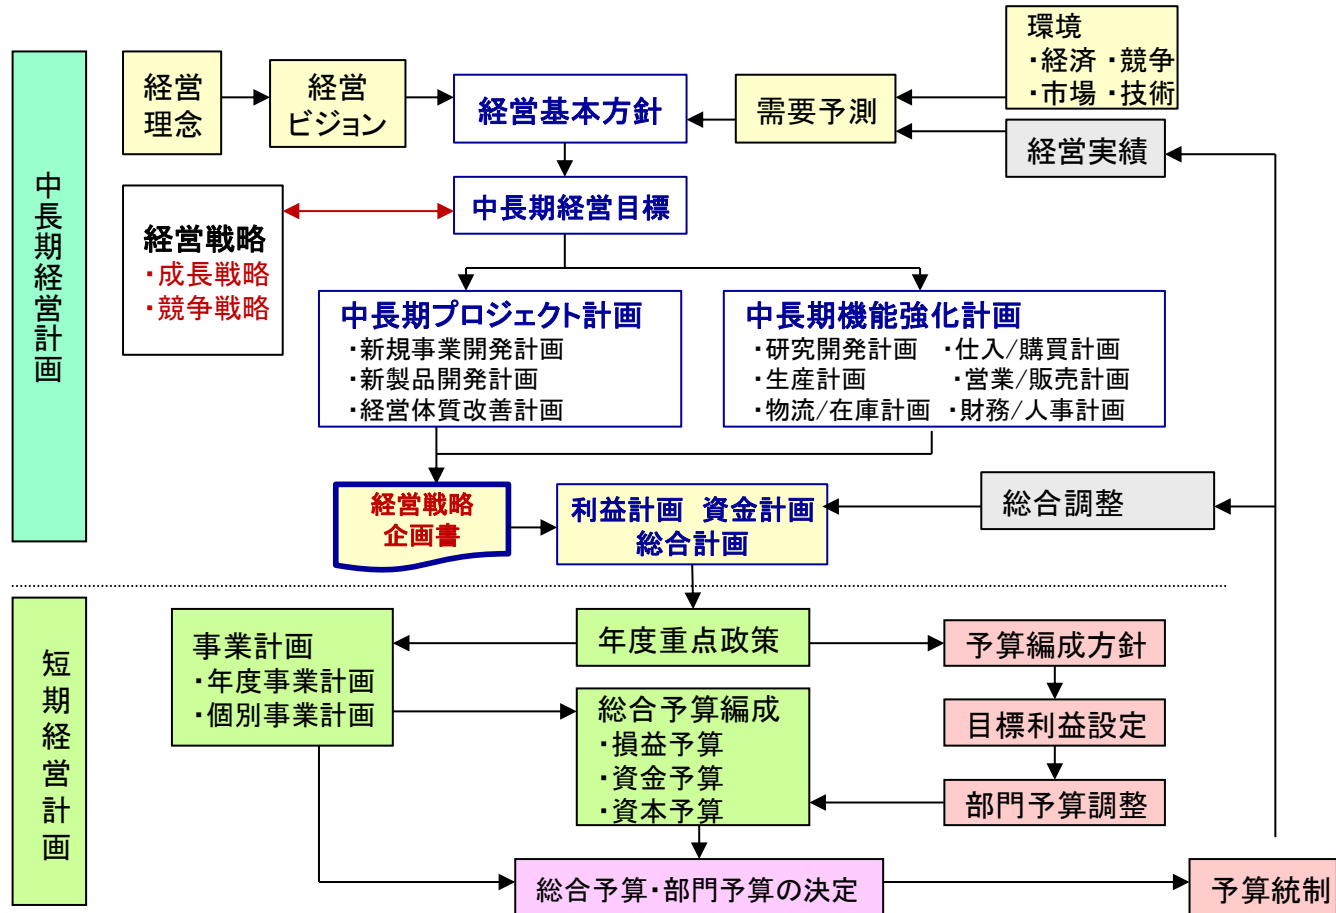 中長期経営計画
経営
理念
経営
ビジョン
経営基本方針
需要予測
環境
・経済 ・競争
・市場 ・技術
経営実績
経営戦略
・成長戦略
・競争戦略
中長期経営目標
中長期プロジェクト計画
・新規事業開発計画
・新製品開発計画
・経営体質改善計画
中長期機能強化計画
・研究開発計画 ・仕入/購買計画
・生産計画 ・営業/販売計画
・物流/在庫計画 ・財務/人事計画
経営戦略
企画書
利益計画 資金計画
総合計画
総合調整
短期経営計画
事業計画
・年度事業計画
・個別事業計画
年度重点政策
予算編成方針
総合予算編成
・損益予算
・資金予算
・資本予算
目標利益設定
部門予算調整
総合予算・部門予算の決定
予算統制